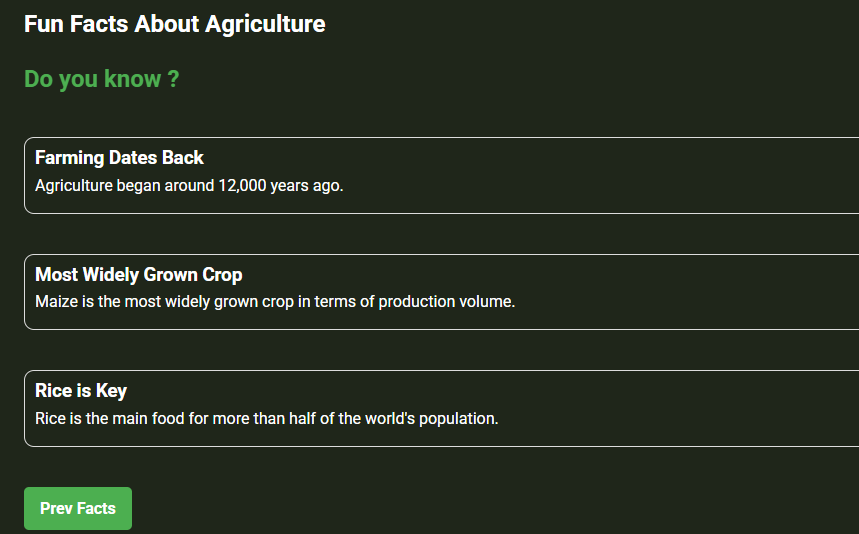 Fun Facts About Agriculture
Do you know ?
Farming Dates Back
Agriculture began around 12,000 years ago.
Most Widely Grown Crop
Maize is the most widely grown crop in terms of production volume.
Rice is Key
Rice is the main food for more than half of the world's population.
Prev Facts